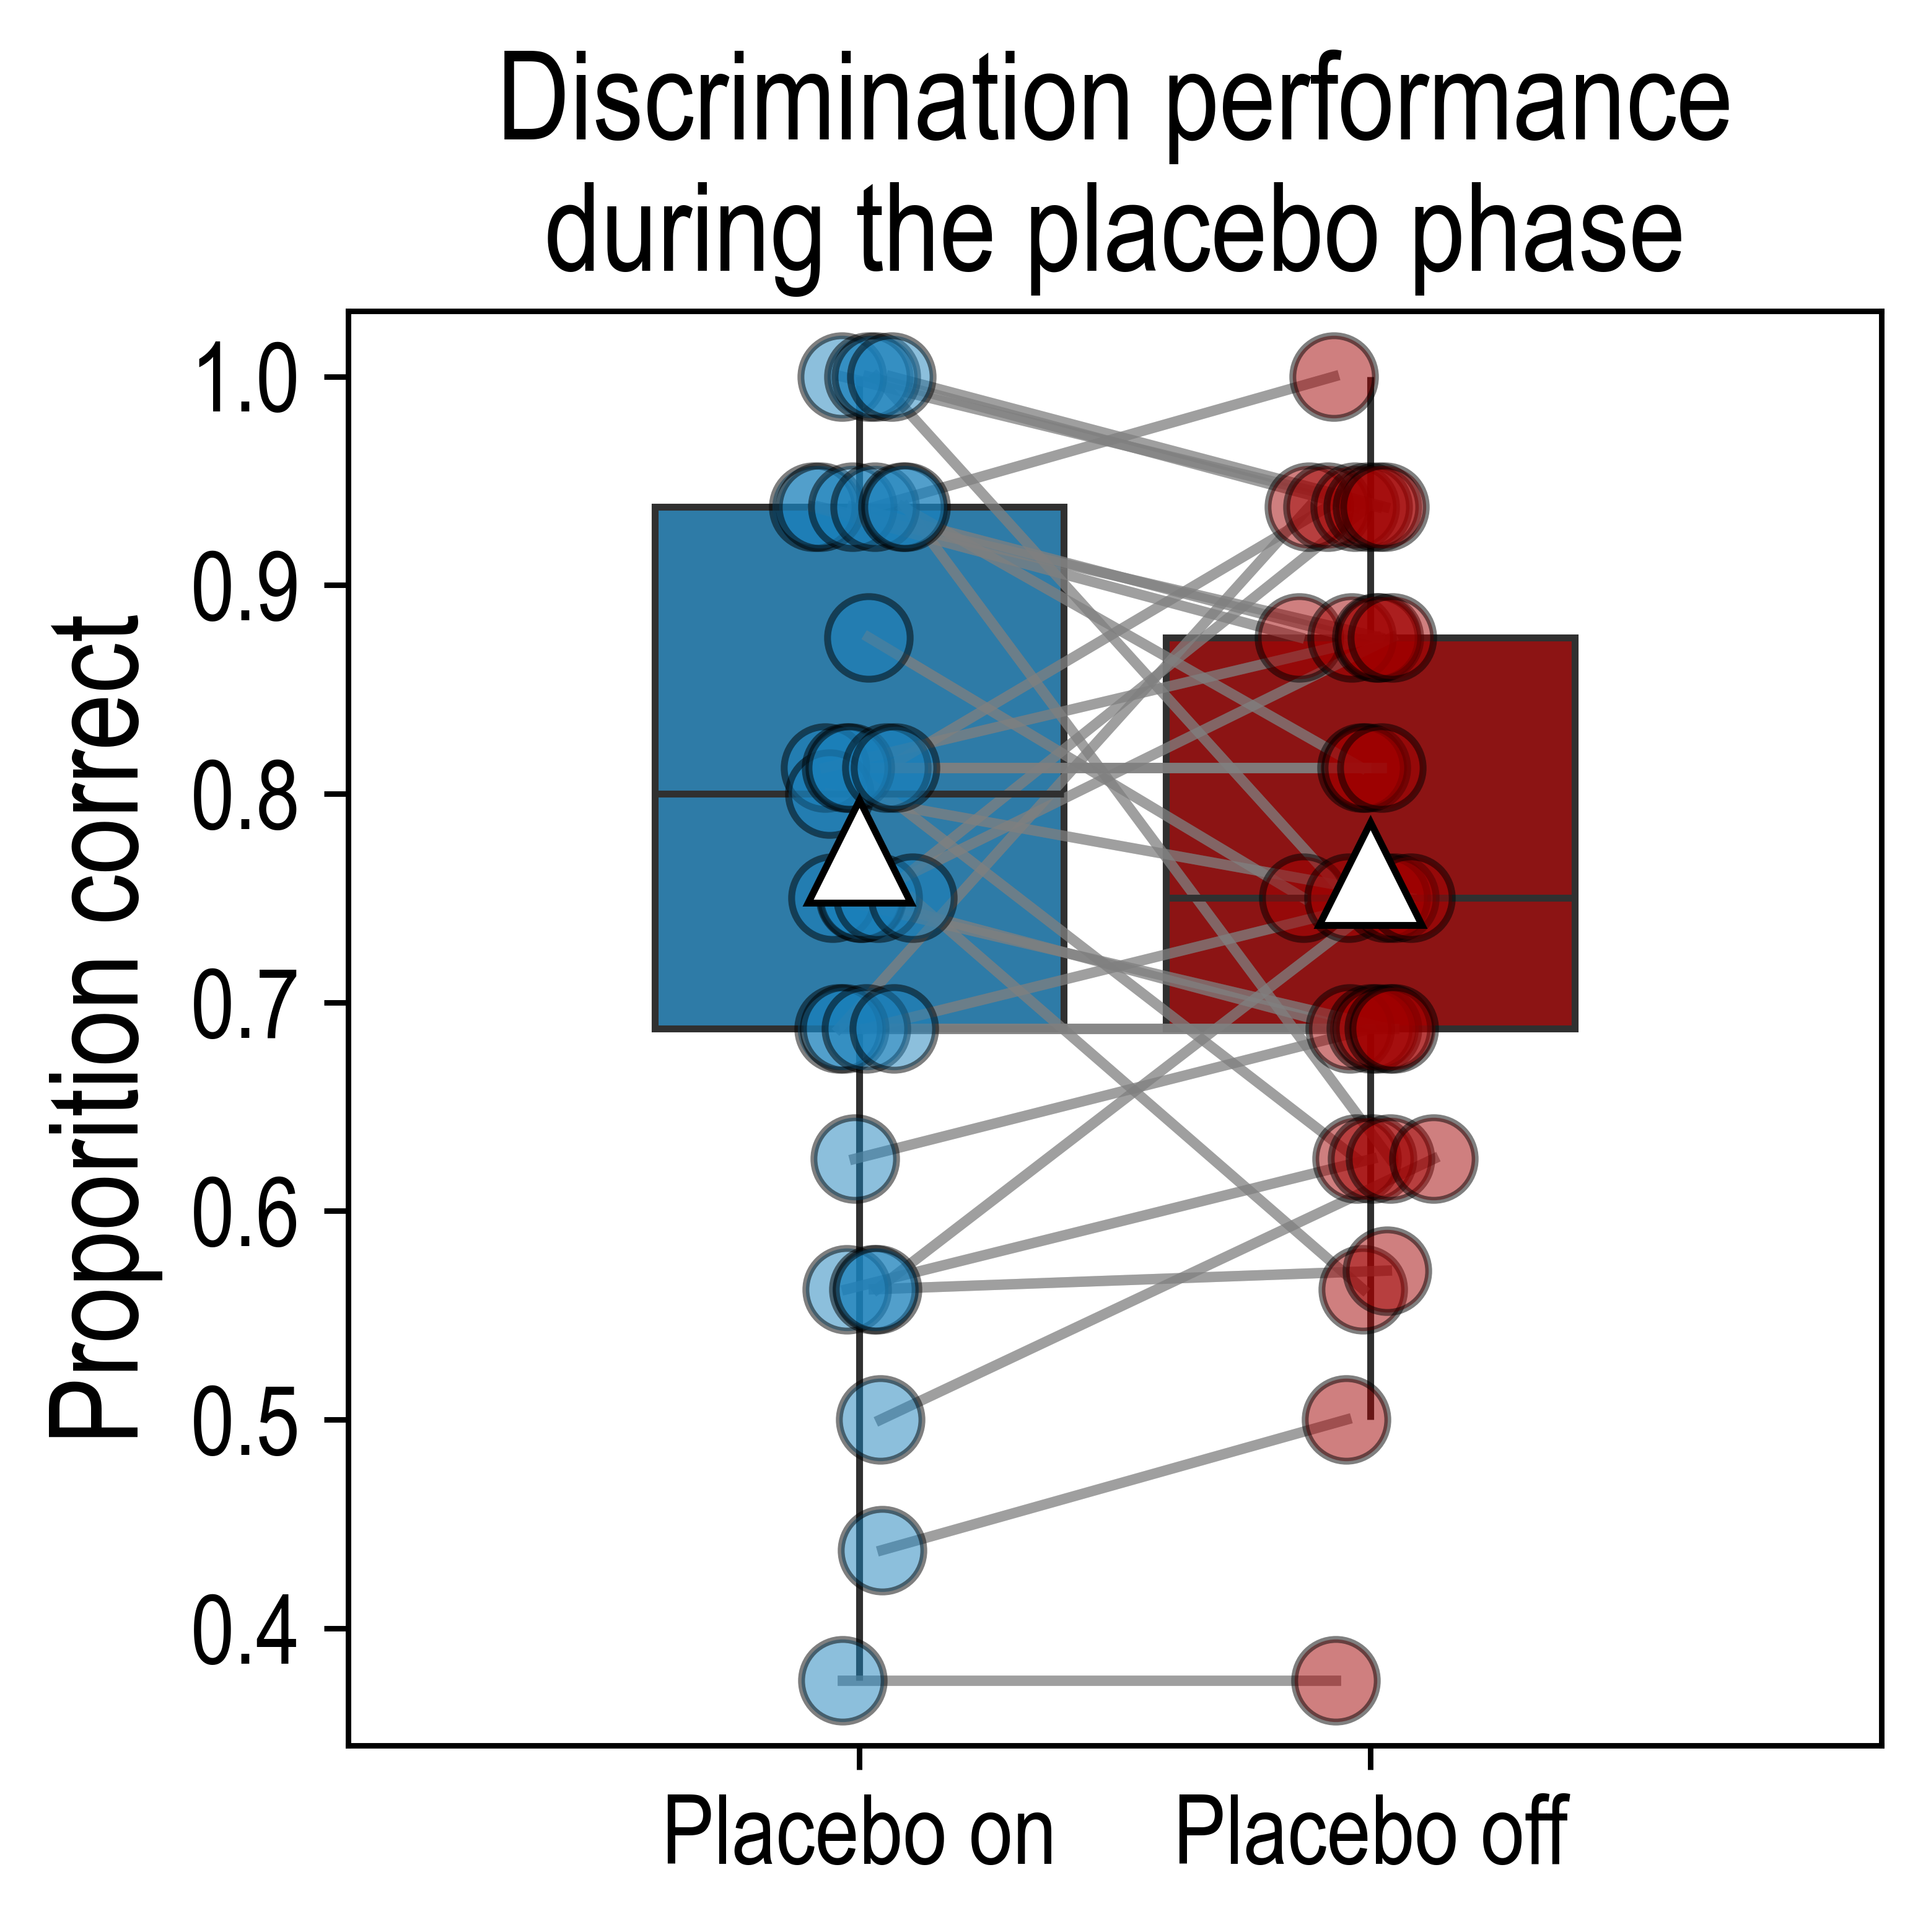 Discrimination performance
during the placebo phase
Proporition correct
1.0
0.9
0.8
0.7
0.6
0.5
0.4
Placebo on
Placebo off